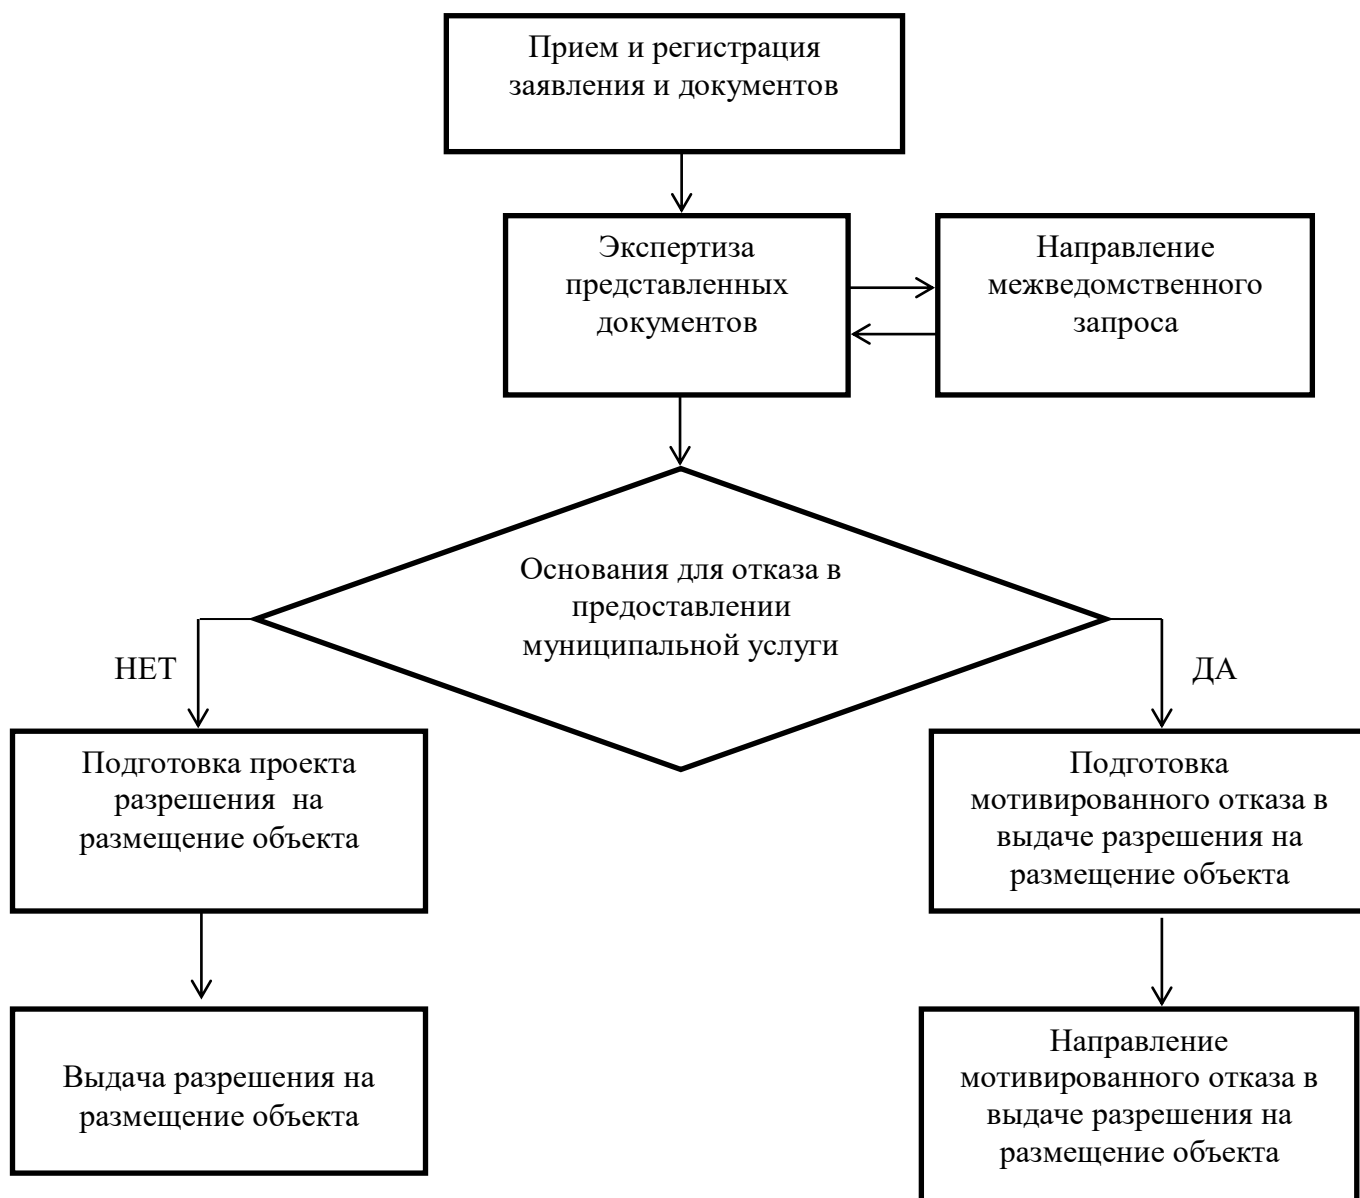 Прием и регистрация
заявления и документов
Экспертиза
представленных
документов
Направление
межведомственного
запроса
Основания для отказа в
предоставлении
муниципальной услуги
НЕТ
ДА
Подготовка проекта
разрешения  на
размещение объекта
Подготовка
мотивированного отказа в
выдаче разрешения на
размещение объекта
Выдача разрешения на
размещение объекта
Направление
мотивированного отказа в
выдаче разрешения на
размещение объекта